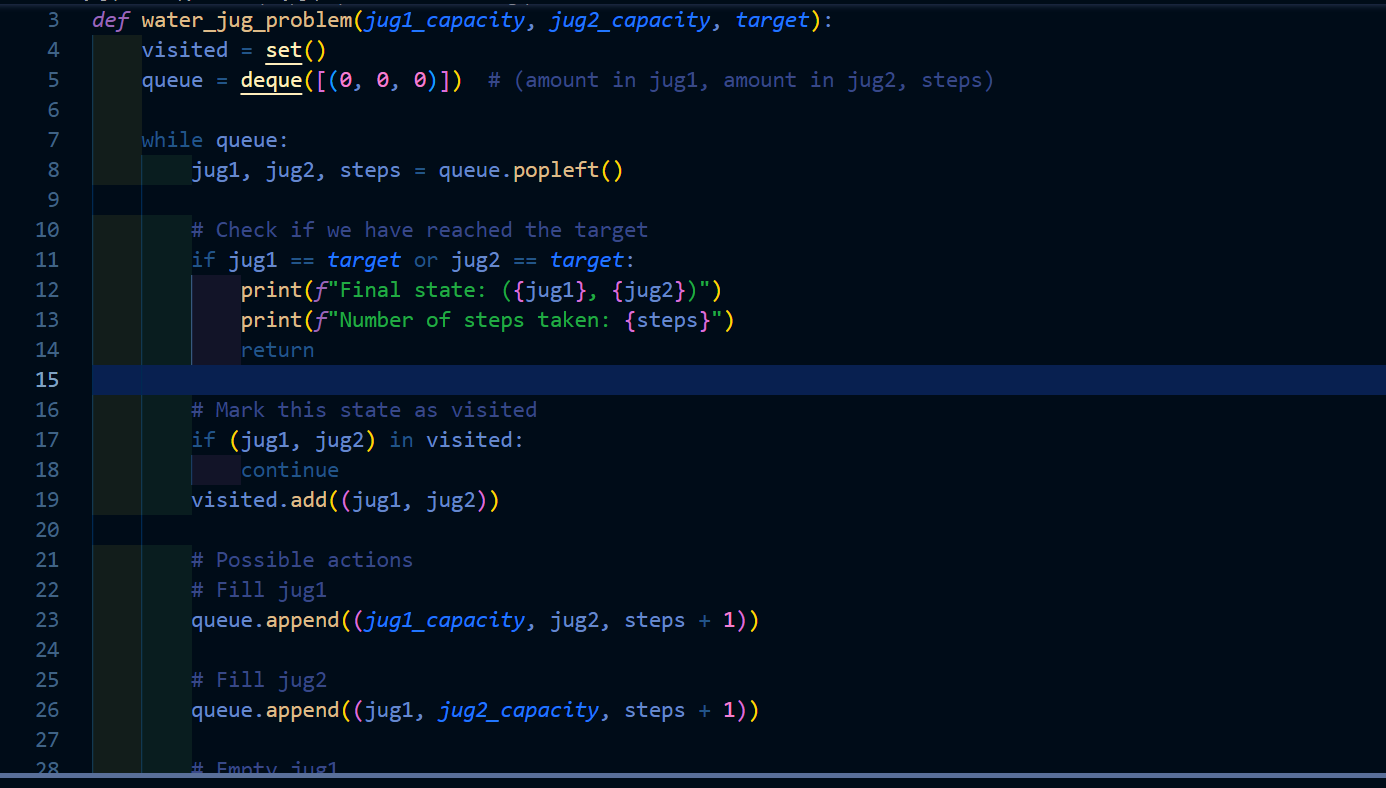 3 def water_jug_problem(jug1_capacity, jug2_capacity, target):
4     visited = set()
5     queue = deque([(0, 0, 0)])  # (amount in jug1, amount in jug2, steps)
6
7     while queue:
8         jug1, jug2, steps = queue.popleft()
9
10         # Check if we have reached the target
11         if jug1 == target or jug2 == target:
12             print(f"Final state: ({jug1}, {jug2})")
13             print(f"Number of steps taken: {steps}")
14             return
15
16         # Mark this state as visited
17         if (jug1, jug2) in visited:
18             continue
19         visited.add((jug1, jug2))
20
21         # Possible actions
22         # Fill jug1
23         queue.append((jug1_capacity, jug2, steps + 1))
24
25         # Fill jug2
26         queue.append((jug1, jug2_capacity, steps + 1))
27
28         # Empty jug1